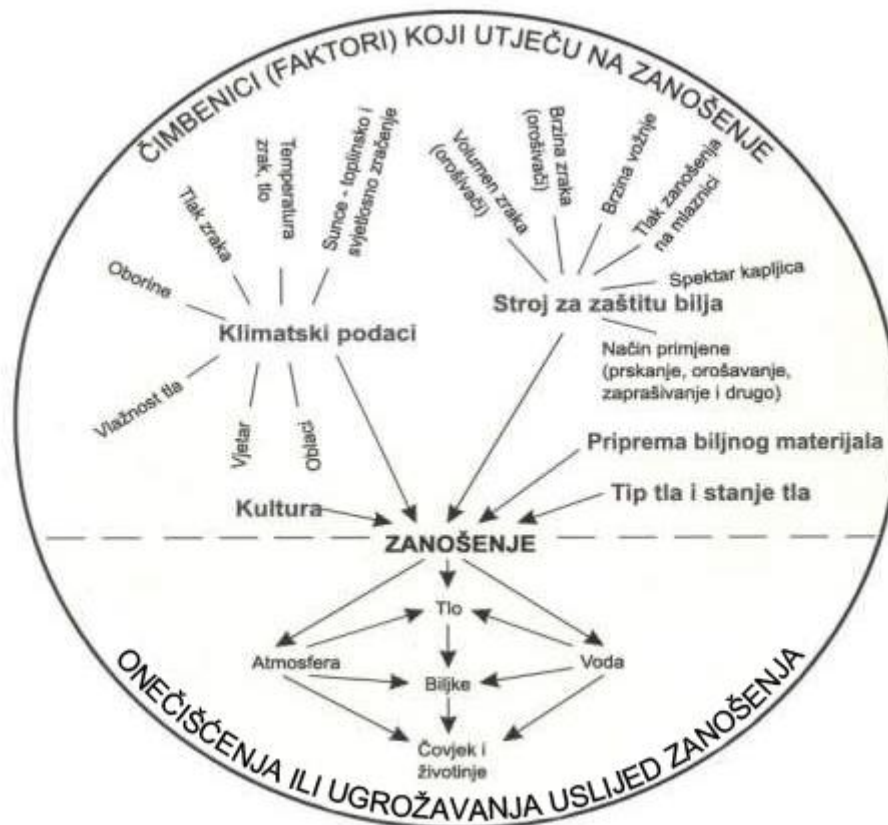 ČIMBENICI (FAKTORI) KOJI UTJEČU NA ZANOŠENJE
Vlažnost tla
Oborine
Tlak zraka
Temperatura
zrak, tlo
Sunce - toplinsko i
svjetlosno zračenje
Klimatski podaci
Vjetar
Oblaci
Volumen zraka
(orošivači)
Brzina zraka
(orošivači)
Brzina vožnje
Tlak zanošenja
na mlaznici
Spektar kapljica
Stroj za zaštitu bilja
Način primjene
(prskanje, orošavanje,
zaprašivanje i drugo)
Priprema biljnog materijala
Tip tla i stanje tla
Kultura
ZANOŠENJE
Tlo
Atmosfera
Voda
Biljke
Čovjek i
životinje
ONEČIŠĆENJA ILI UGROŽAVANJA USLIJED ZANOŠENJA